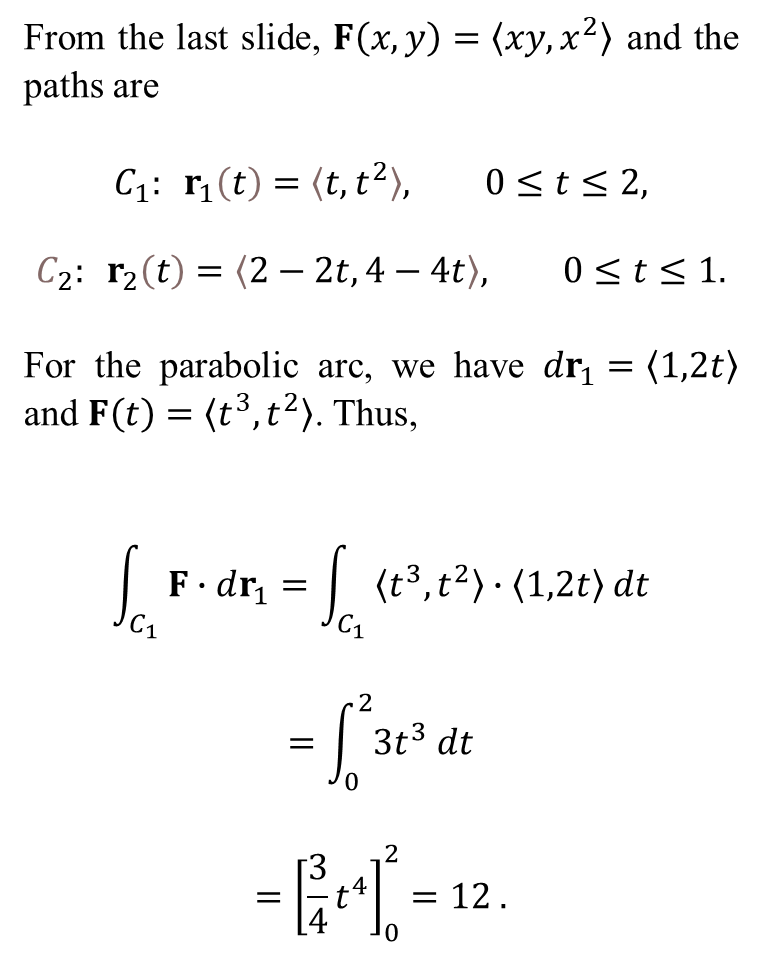 From the last slide, F(x, y) = ⟨xy, x²⟩ and the
paths are
C₁: r₁(t) = ⟨t, t²⟩, 0 ≤ t ≤ 2,
C₂: r₂(t) = ⟨2 − 2t, 4 − 4t⟩, 0 ≤ t ≤ 1.
For the parabolic arc, we have dr₁ = ⟨1,2t⟩
and F(t) = ⟨t³, t²⟩. Thus,
∫_C₁ F · dr₁ = ∫_C₁ ⟨t³, t²⟩ · ⟨1,2t⟩ dt
= ∫₀² 3t³ dt
= [3/4 t⁴]₀² = 12 .